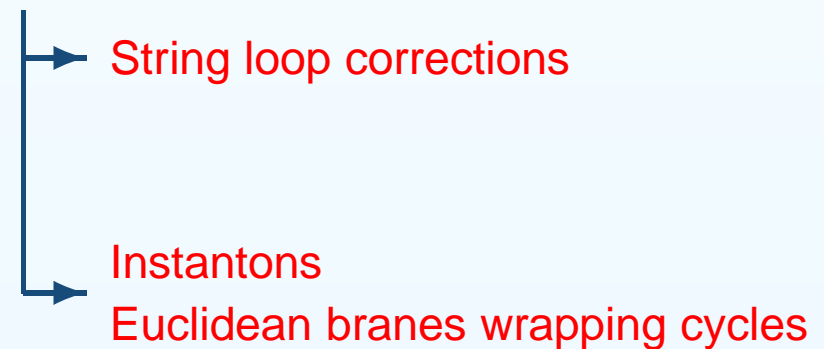 String loop corrections
Instantons
Euclidean branes wrapping cycles